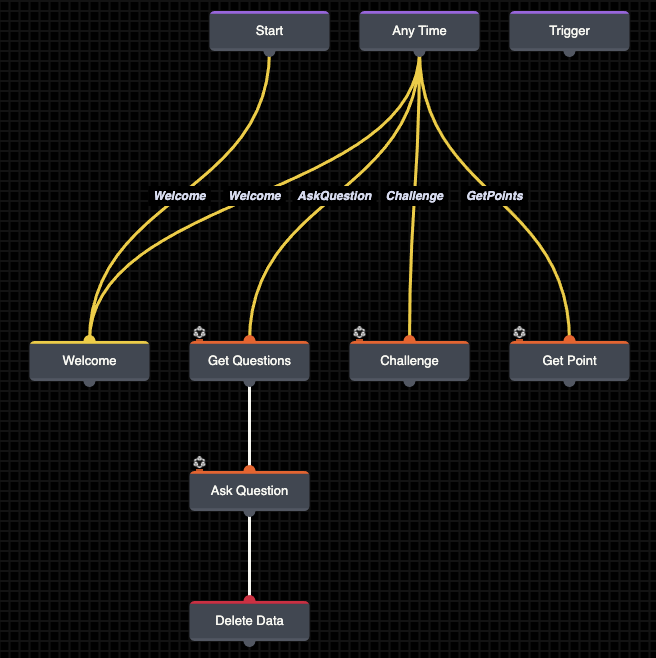 Start
Any Time
Trigger
Welcome
Welcome
AskQuestion
Challenge
GetPoints
Welcome
Get Questions
Challenge
Get Point
Ask Question
Delete Data